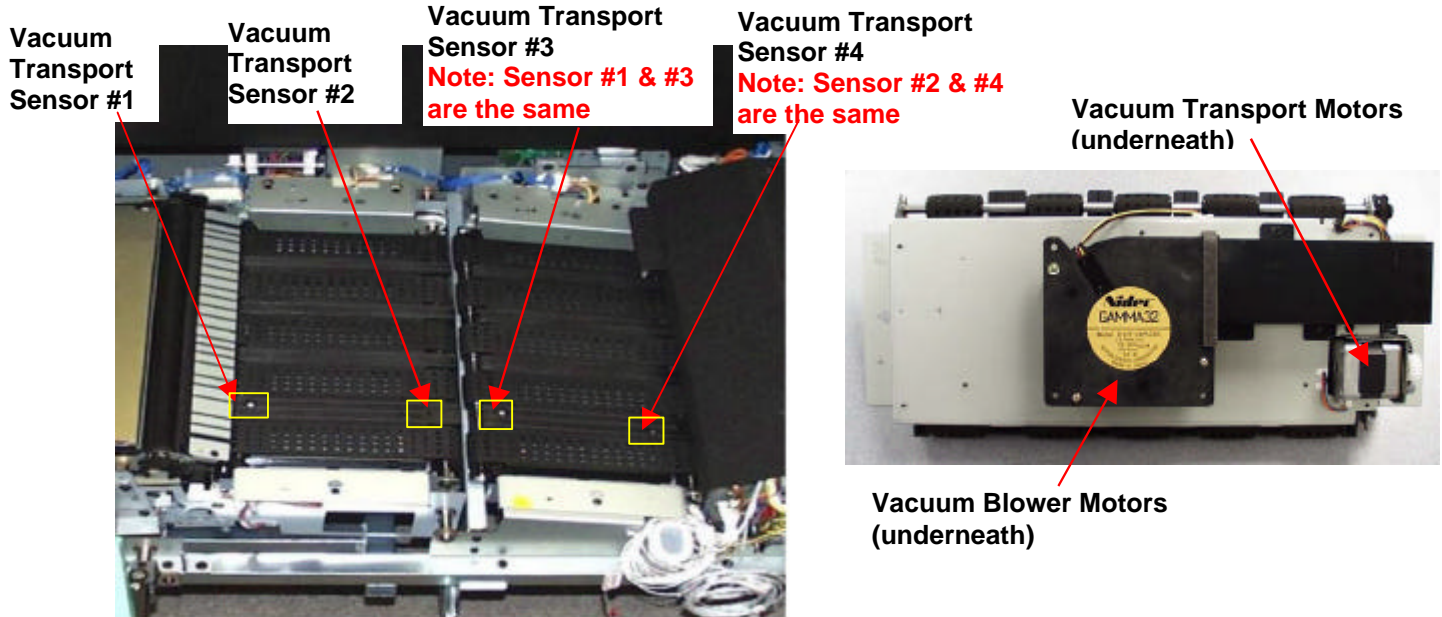 Vacuum
Transport
Sensor #1
Vacuum
Transport
Sensor #2
Vacuum Transport
Sensor #3
Note: Sensor #1 & #3
are the same
Vacuum Transport
Sensor #4
Note: Sensor #2 & #4
are the same
Vacuum Transport Motors
(underneath)
Nidec
GAMMA32
Vacuum Blower Motors
(underneath)